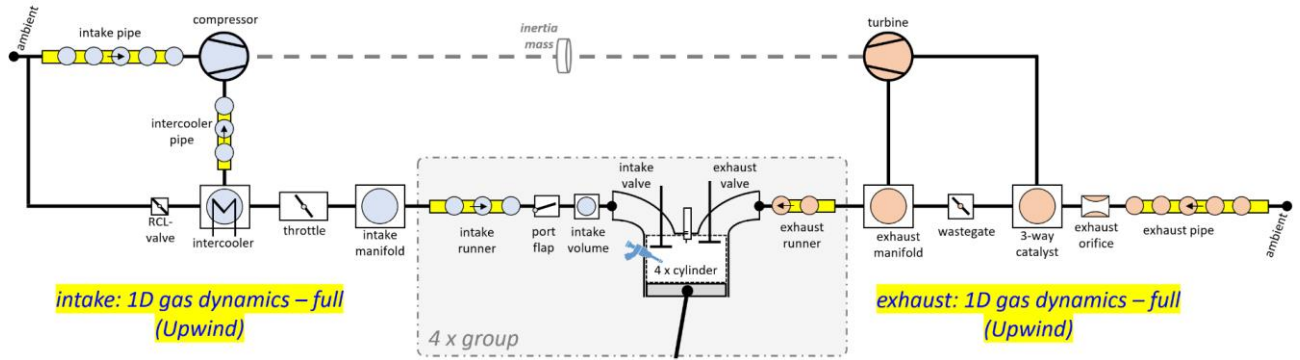 ambient
intake pipe
compressor
inertia
mass
turbine
intercooler
pipe
intake
valve
exhaust
valve
RCL-
valve
intercooler
throttle
intake
manifold
intake
runner
port
flap
intake
volume
4 x cylinder
exhaust
runner
exhaust
manifold
wastegate
3-way
catalyst
exhaust
orifice
exhaust pipe
ambient
intake: 1D gas dynamics – full
(Upwind)
4 x group
exhaust: 1D gas dynamics – full
(Upwind)